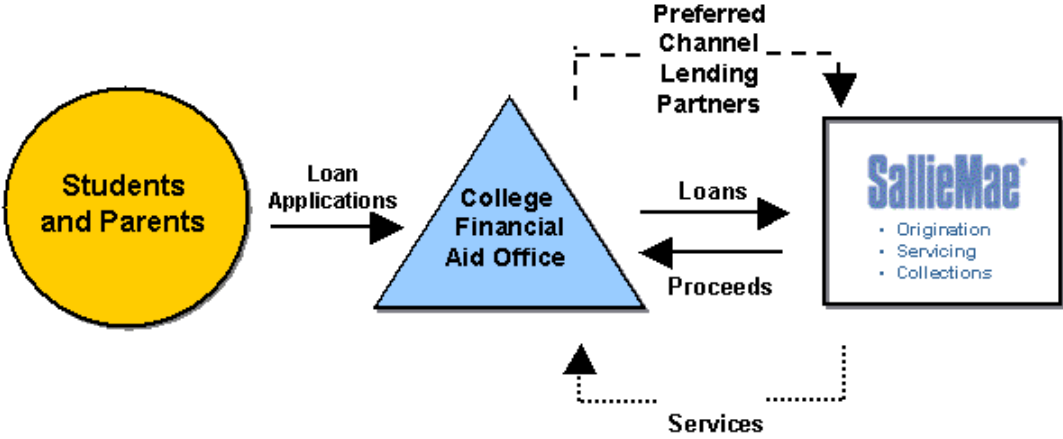 Preferred
Channel
Lending
Partners
Students
and Parents
Loan
Applications
College
Financial
Aid Office
Loans
Proceeds
SallieMae®
• Origination
• Servicing
• Collections
Services